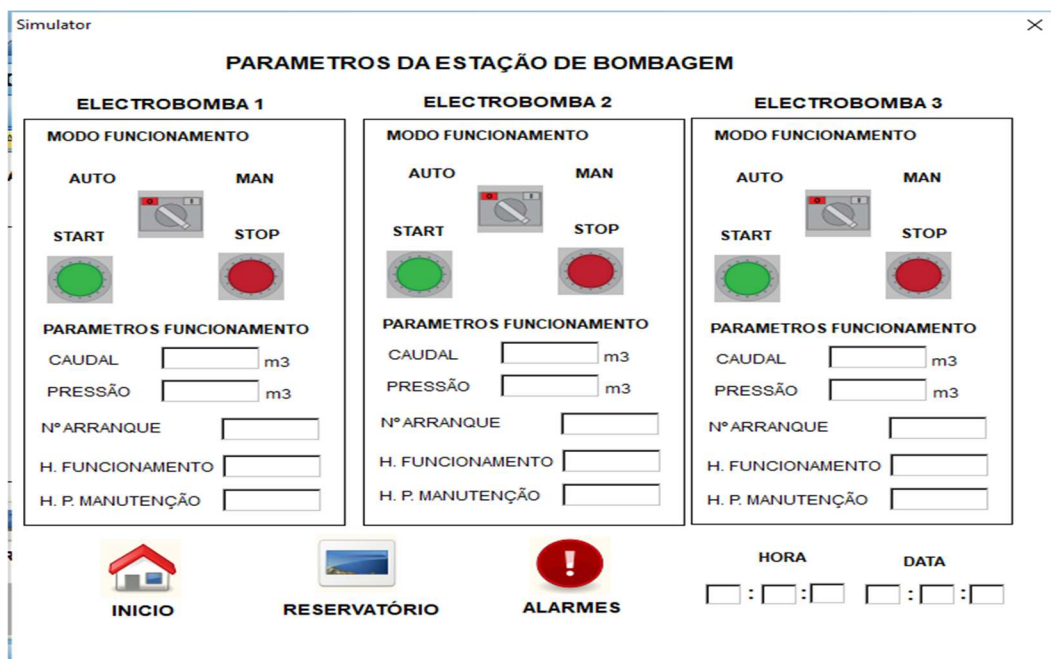 Simulator
PARAMETROS DA ESTAÇÃO DE BOMBAGEM
ELECTROBOMBA 1
MODO FUNCIONAMENTO
AUTO MAN
START STOP
PARAMETROS FUNCIONAMENTO
CAUDAL m3
PRESSÃO m3
Nº ARRANQUE
H. FUNCIONAMENTO
H. P. MANUTENÇÃO
ELECTROBOMBA 2
MODO FUNCIONAMENTO
AUTO MAN
START STOP
PARAMETROS FUNCIONAMENTO
CAUDAL m3
PRESSÃO m3
Nº ARRANQUE
H. FUNCIONAMENTO
H. P. MANUTENÇÃO
ELECTROBOMBA 3
MODO FUNCIONAMENTO
AUTO MAN
START STOP
PARAMETROS FUNCIONAMENTO
CAUDAL m3
PRESSÃO m3
Nº ARRANQUE
H. FUNCIONAMENTO
H. P. MANUTENÇÃO
INICIO
RESERVATÓRIO
ALARMES
HORA
: :
DATA
: :